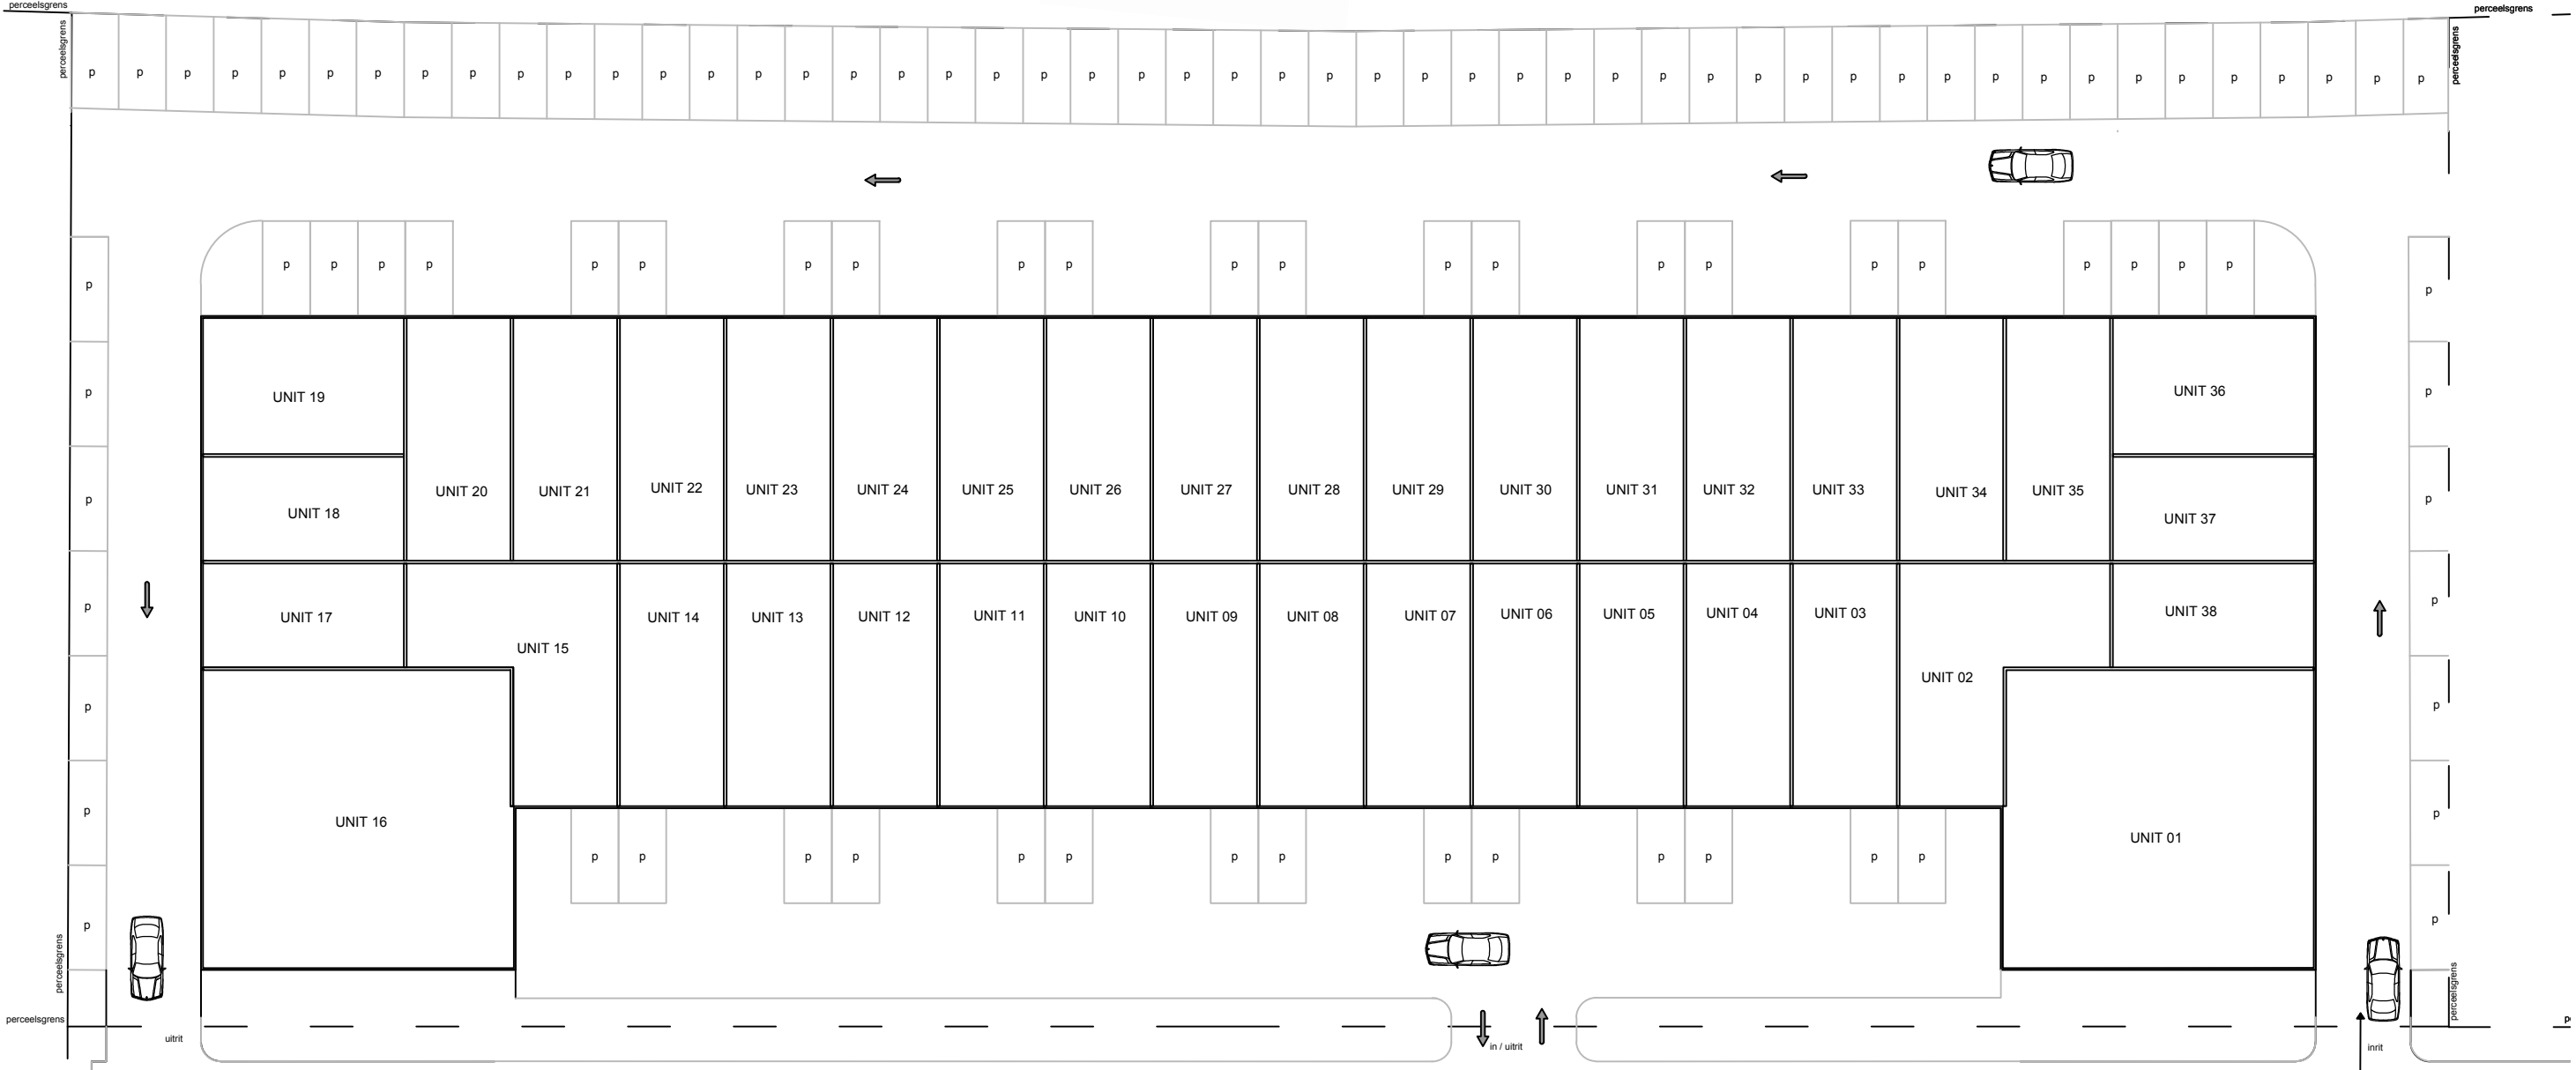 perceelsgrens
perceelsgrens
perceelsgrens
perceelsgrens
p p p p p p p p p p p p p p p p p p p p p p p p p p p p p p p p p p p p p p p p p p p p p p p p p p
p p p p p p p p p p p p p p p p p p p p p p
p
p
UNIT 19
UNIT 36
p
p
UNIT 20 UNIT 21 UNIT 22 UNIT 23 UNIT 24 UNIT 25 UNIT 26 UNIT 27 UNIT 28 UNIT 29 UNIT 30 UNIT 31 UNIT 32 UNIT 33 UNIT 34 UNIT 35
p
p
UNIT 18
UNIT 37
p
p
UNIT 17
UNIT 14 UNIT 13 UNIT 12 UNIT 11 UNIT 10 UNIT 09 UNIT 08 UNIT 07 UNIT 06 UNIT 05 UNIT 04 UNIT 03
UNIT 38
UNIT 15
UNIT 02
p
p
UNIT 16
UNIT 01
p
p
p p p p p p p p p p p p p p
p
p
perceelsgrens
perceelsgrens
perceelsgrens
uitrit
in / uitrit
inrit